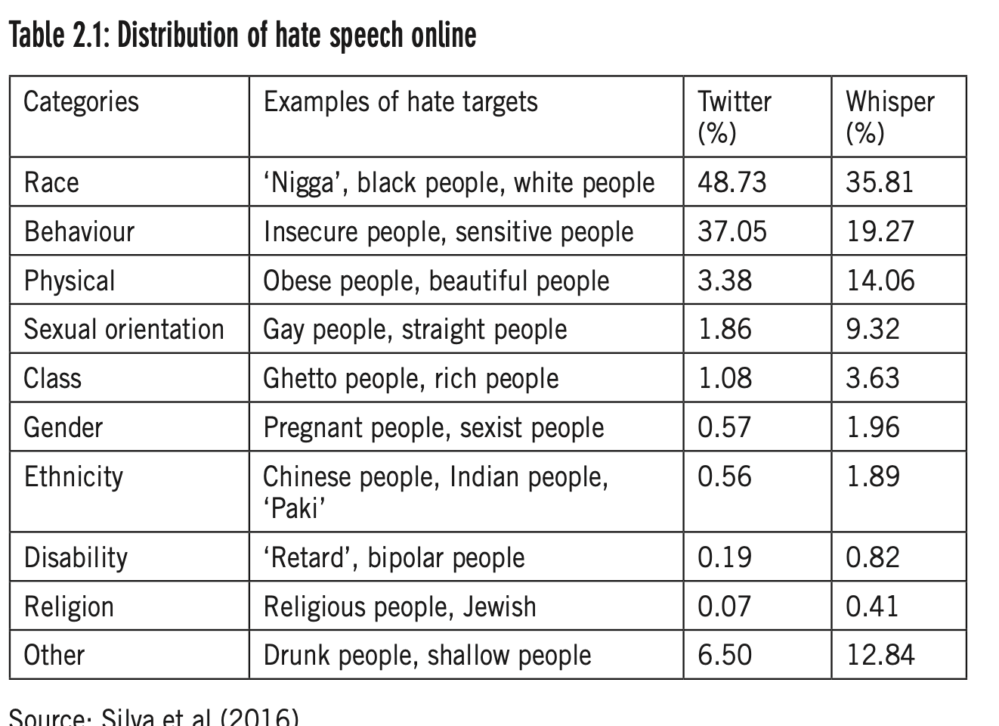 Table 2.1: Distribution of hate speech online
Categories Examples of hate targets Twitter (%) Whisper (%)
Race ‘Nigga’, black people, white people 48.73 35.81
Behaviour Insecure people, sensitive people 37.05 19.27
Physical Obese people, beautiful people 3.38 14.06
Sexual orientation Gay people, straight people 1.86 9.32
Class Ghetto people, rich people 1.08 3.63
Gender Pregnant people, sexist people 0.57 1.96
Ethnicity Chinese people, Indian people, 0.56 1.89
‘Paki’
Disability ‘Retard’, bipolar people 0.19 0.82
Religion Religious people, Jewish 0.07 0.41
Other Drunk people, shallow people 6.50 12.84
Source: Silva et al (2016)